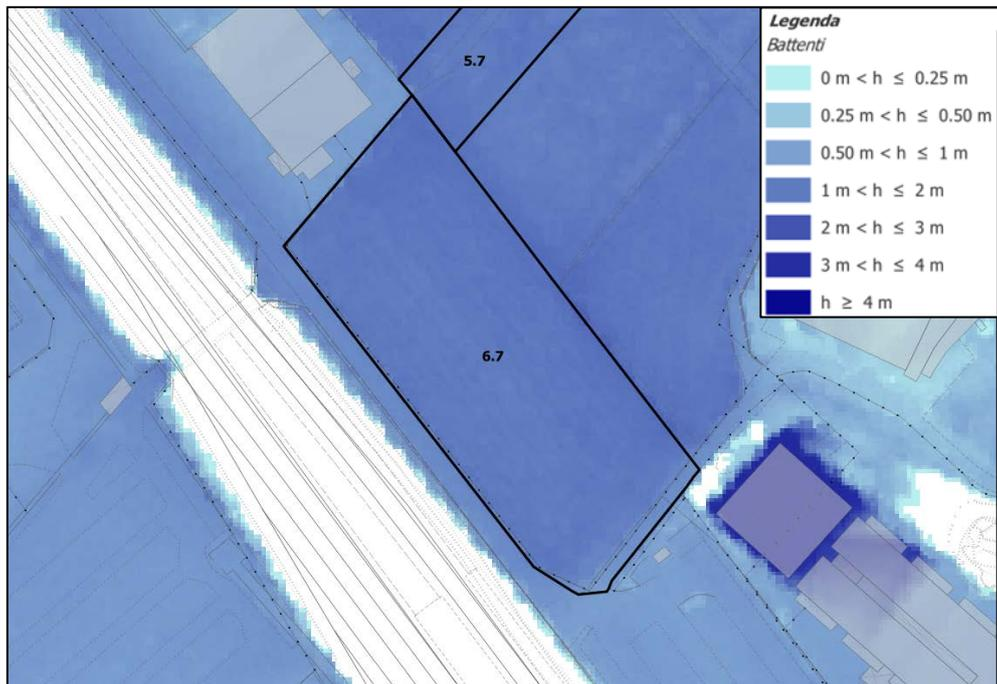 5.7
6.7
Legenda
Battenti
0 m < h ≤ 0.25 m
0.25 m < h ≤ 0.50 m
0.50 m < h ≤ 1 m
1 m < h ≤ 2 m
2 m < h ≤ 3 m
3 m < h ≤ 4 m
h ≥ 4 m